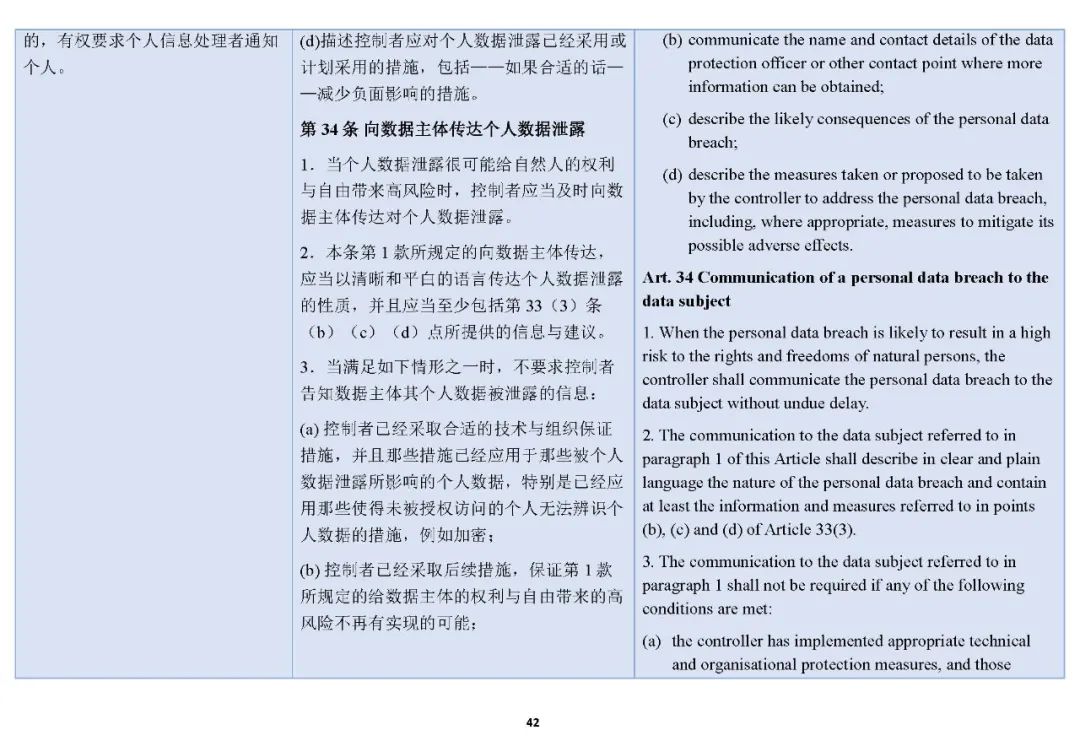 的，有权要求个人信息处理者通知
个人。
(d)描述控制者应对个人数据泄露已经采用或
计划采用的措施，包括——如果合适的话—
—减少负面影响的措施。
第 34 条 向数据主体传达个人数据泄露
1．当个人数据泄露很可能给自然人的权利
与自由带来高风险时，控制者应当及时向数
据主体传达对个人数据泄露。
2．本条第 1 款所规定的向数据主体传达，
应当以清晰和平白的语言传达个人数据泄露
的性质，并且应当至少包括第 33（3）条
（b）（c）（d）点所提供的信息与建议。
3．当满足如下情形之一时，不要求控制者
告知数据主体其个人数据被泄露的信息：
(a) 控制者已经采取合适的技术与组织保证
措施，并且那些措施已经应用于那些被个人
数据泄露所影响的个人数据，特别是已经应
用那些使得未被授权访问的个人无法辨识个
人数据的措施，例如加密；
(b) 控制者已经采取后续措施，保证第 1 款
所规定的给数据主体的权利与自由带来的高
风险不再有实现的可能；
(b) communicate the name and contact details of the data
protection officer or other contact point where more
information can be obtained;
(c) describe the likely consequences of the personal data
breach;
(d) describe the measures taken or proposed to be taken
by the controller to address the personal data breach,
including, where appropriate, measures to mitigate its
possible adverse effects.
Art. 34 Communication of a personal data breach to the
data subject
1. When the personal data breach is likely to result in a high
risk to the rights and freedoms of natural persons, the
controller shall communicate the personal data breach to the
data subject without undue delay.
2. The communication to the data subject referred to in
paragraph 1 of this Article shall describe in clear and plain
language the nature of the personal data breach and contain
at least the information and measures referred to in points
(b), (c) and (d) of Article 33(3).
3. The communication to the data subject referred to in
paragraph 1 shall not be required if any of the following
conditions are met:
(a) the controller has implemented appropriate technical
and organisational protection measures, and those
42